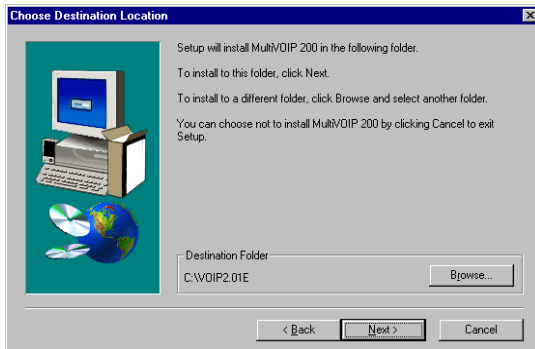 Choose Destination Location
Setup will install MultiVOIP 200 in the following folder.
To install to this folder, click Next.
To install to a different folder, click Browse and select another folder.
You can choose not to install MultiVOIP 200 by clicking Cancel to exit
Setup.
Destination Folder
C:\VOIP2.01E
Browse...
< Back
Next >
Cancel